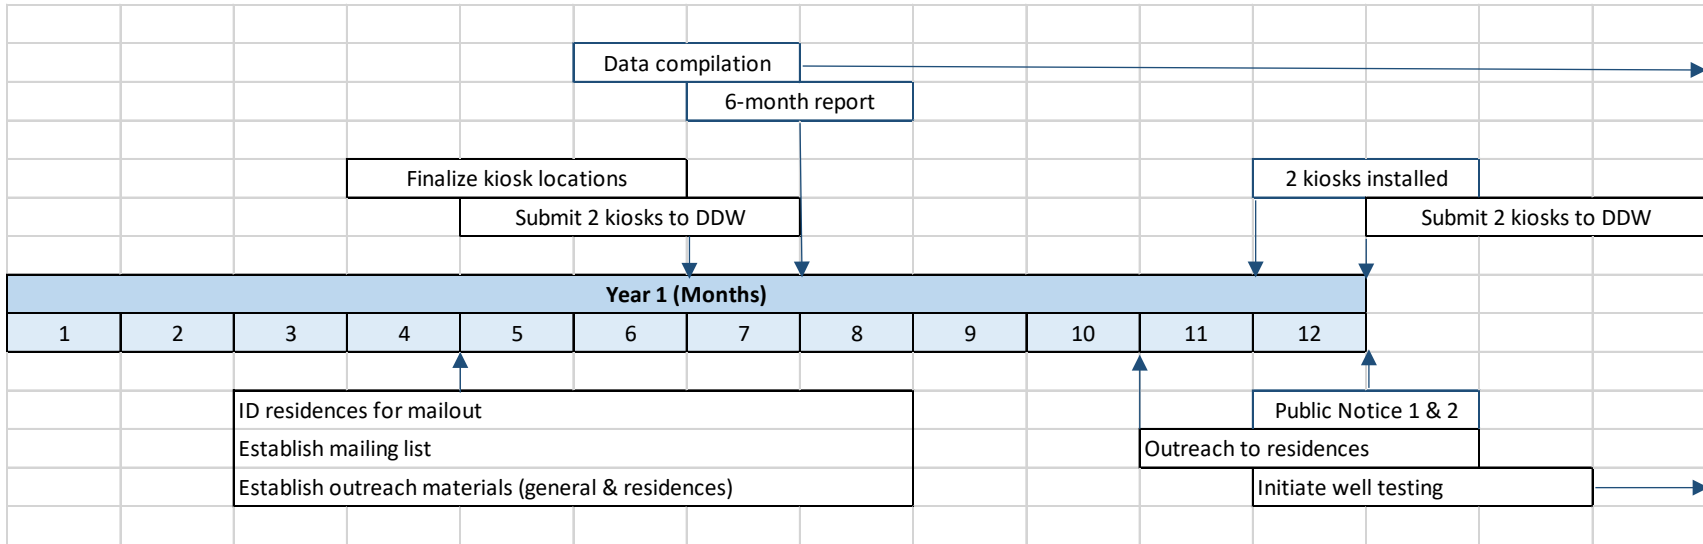 Data compilation
6-month report
Finalize kiosk locations
2 kiosks installed
Submit 2 kiosks to DDW
Submit 2 kiosks to DDW
Year 1 (Months)
1 2 3 4 5 6 7 8 9 10 11 12
ID residences for mailout
Public Notice 1 & 2
Establish mailing list
Outreach to residences
Establish outreach materials (general & residences)
Initiate well testing